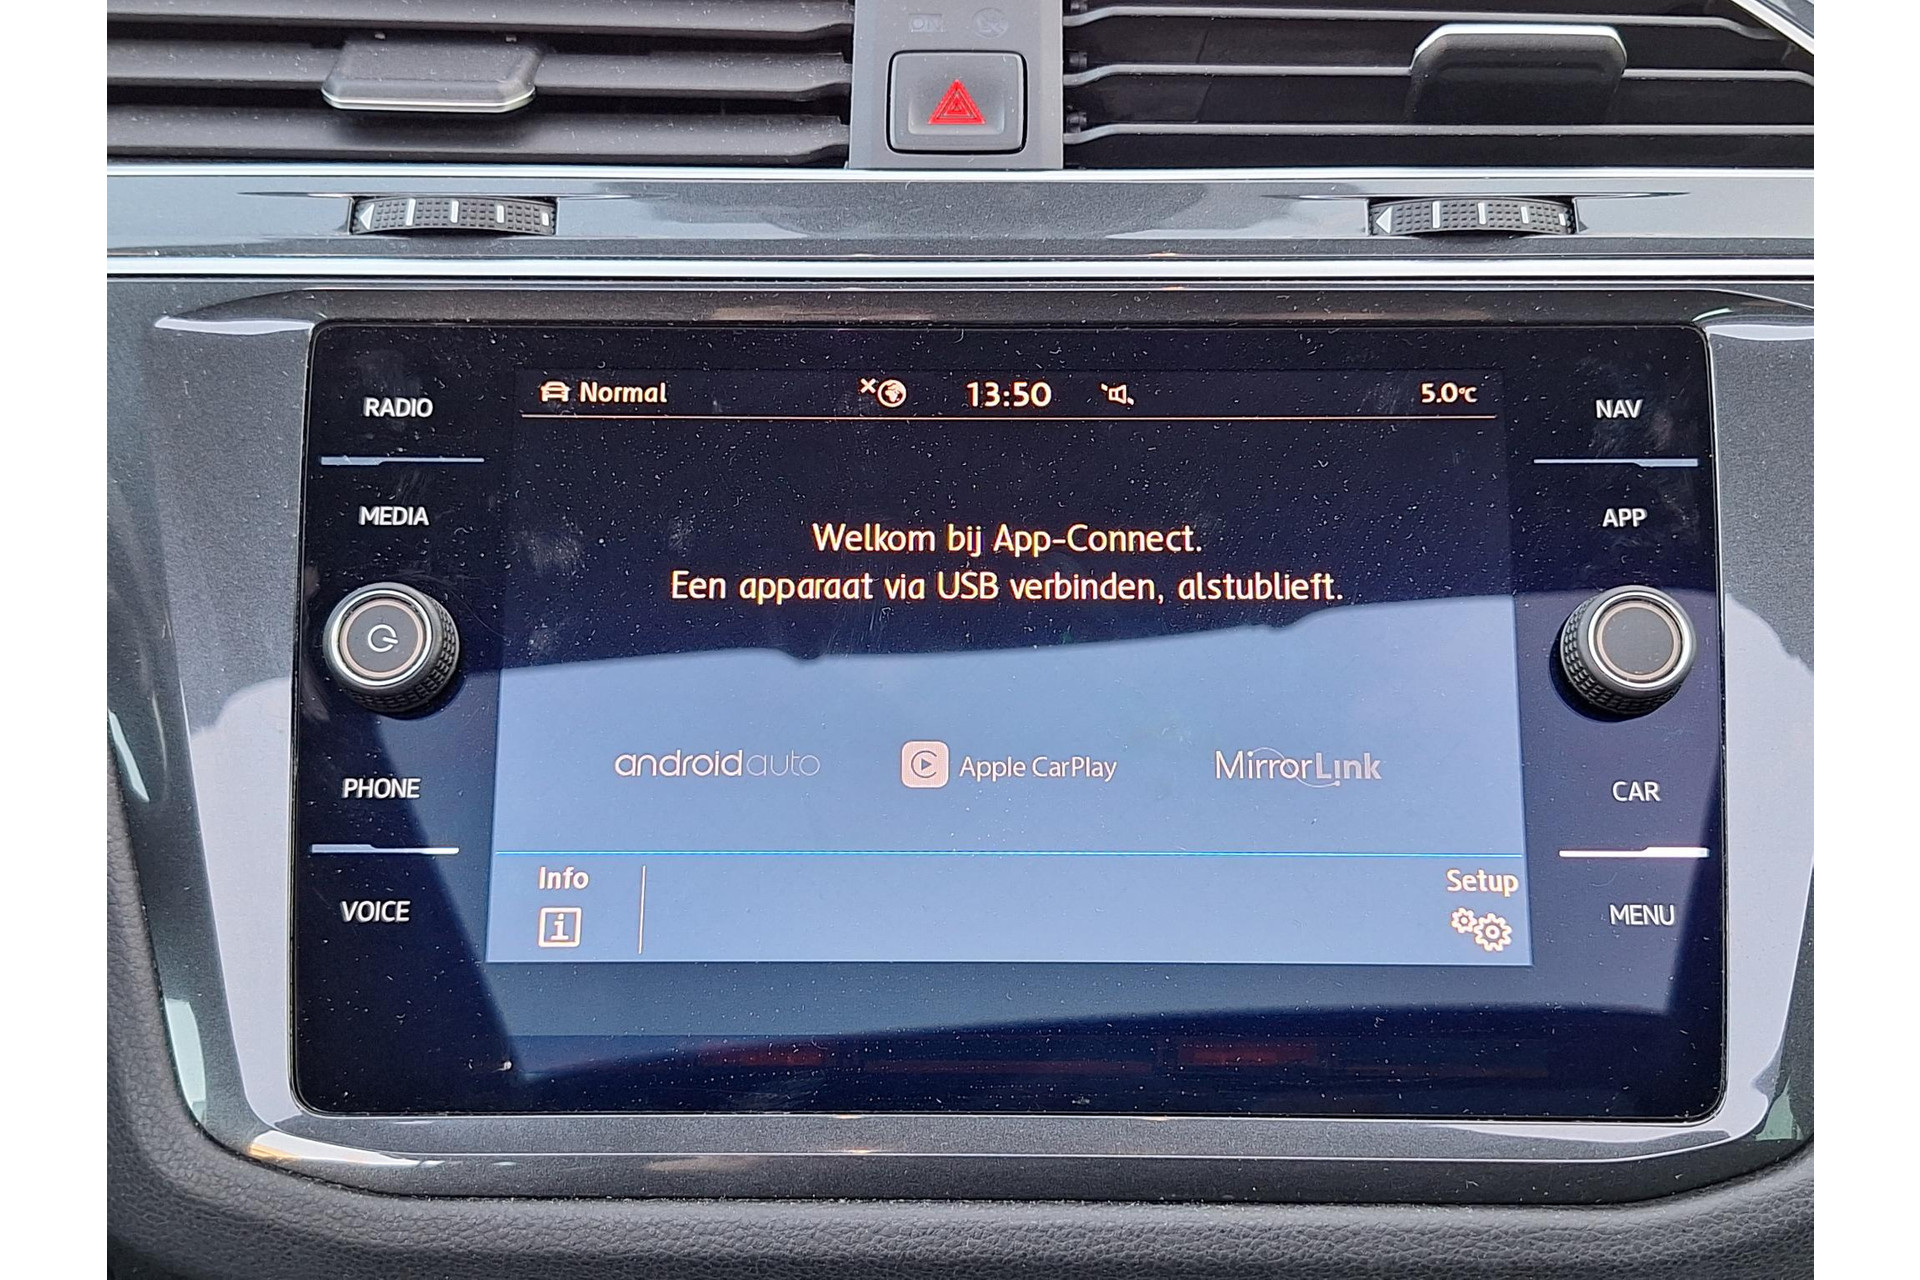 RADIO
MEDIA
PHONE
VOICE
Normal
13:50
5.0°C
Welkom bij App-Connect.
Een apparaat via USB verbinden, alstublieft.
androidauto
Apple CarPlay
MirrorLink
Info
i
Setup
NAV
APP
CAR
MENU